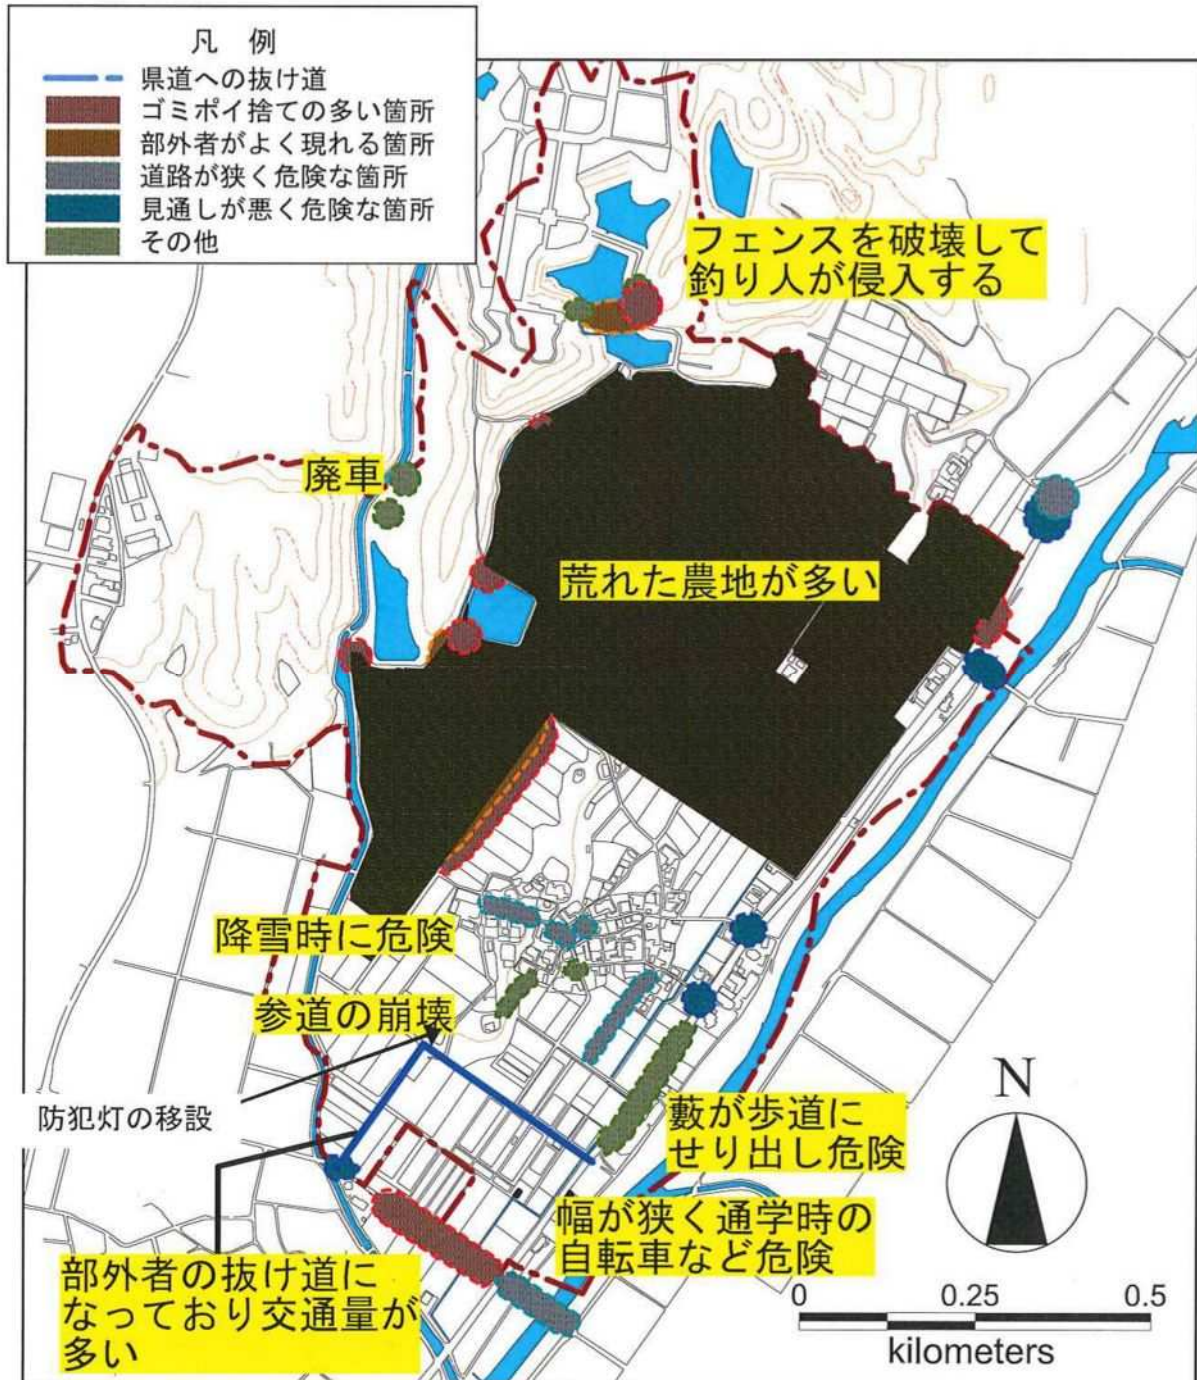 凡 例
県道への抜け道
ゴミポイ捨ての多い箇所
部外者がよく現れる箇所
道路が狭く危険な箇所
見通しが悪く危険な箇所
その他
フェンスを破壊して
釣り人が侵入する
廃車
荒れた農地が多い
降雪時に危険
参道の崩壊
防犯灯の移設
藪が歩道に
せり出し危険
幅が狭く通学時の
自転車など危険
部外者の抜け道に
なっており交通量が
多い
N
0 0.25 0.5
kilometers